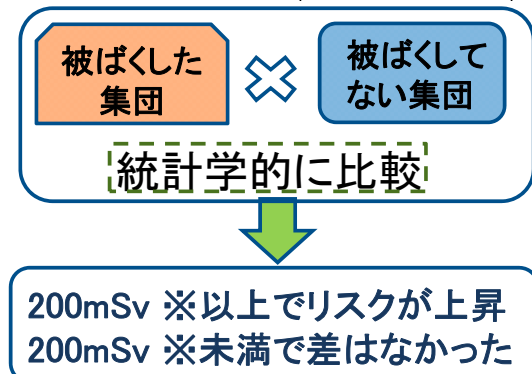 被ばくした
集団
被ばくして
ない集団
統計学的に比較
200mSv ※以上でリスクが上昇
200mSv ※未満で差はなかった